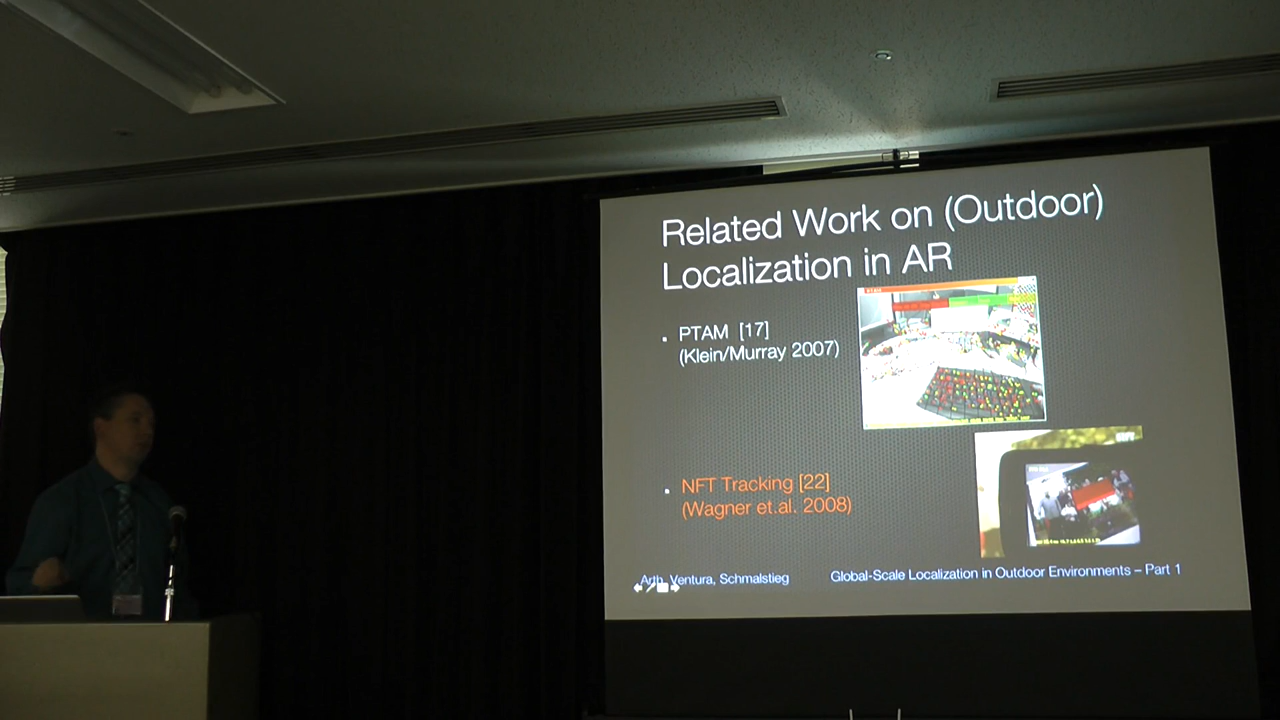 Related Work on (Outdoor)
Localization in AR
PTAM [17]
(Klein/Murray 2007)
NFT Tracking [22]
(Wagner et.al. 2008)
Arth, Ventura, Schmalstieg
Global-Scale Localization in Outdoor Environments – Part 1